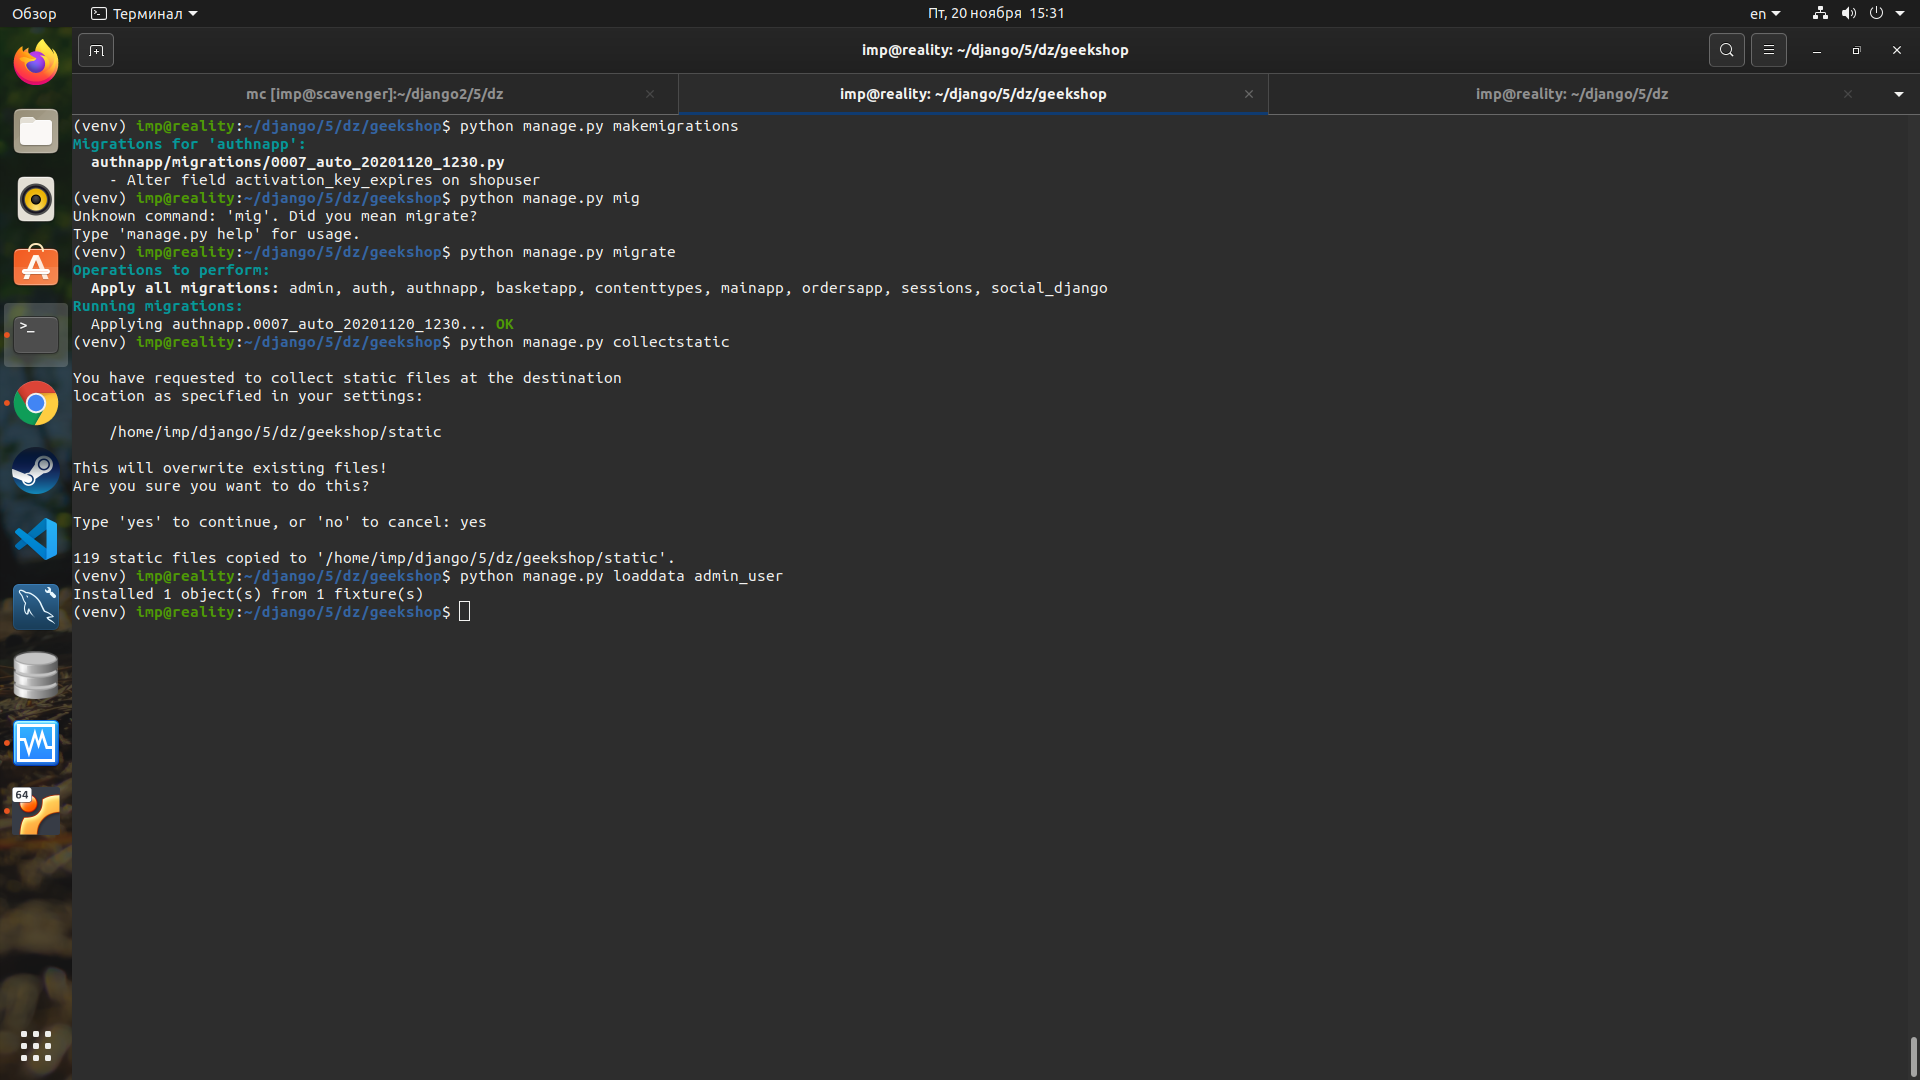 Обзор
Терминал
Пт, 20 ноября 15:31
en
imp@reality: ~/django/5/dz/geekshop
mc [imp@scavenger]:~/django2/5/dz
imp@reality: ~/django/5/dz/geekshop
imp@reality: ~/django/5/dz
(venv) imp@reality:~/django/5/dz/geekshop$ python manage.py makemigrations
Migrations for 'authnapp':
  authnapp/migrations/0007_auto_20201120_1230.py
    - Alter field activation_key_expires on shopuser
(venv) imp@reality:~/django/5/dz/geekshop$ python manage.py mig
Unknown command: 'mig'. Did you mean migrate?
Type 'manage.py help' for usage.
(venv) imp@reality:~/django/5/dz/geekshop$ python manage.py migrate
Operations to perform:
  Apply all migrations: admin, auth, authnapp, basketapp, contenttypes, mainapp, ordersapp, sessions, social_django
Running migrations:
  Applying authnapp.0007_auto_20201120_1230... OK
(venv) imp@reality:~/django/5/dz/geekshop$ python manage.py collectstatic
You have requested to collect static files at the destination
location as specified in your settings:
    /home/imp/django/5/dz/geekshop/static
This will overwrite existing files!
Are you sure you want to do this?
Type 'yes' to continue, or 'no' to cancel: yes
119 static files copied to '/home/imp/django/5/dz/geekshop/static'.
(venv) imp@reality:~/django/5/dz/geekshop$ python manage.py loaddata admin_user
Installed 1 object(s) from 1 fixture(s)
(venv) imp@reality:~/django/5/dz/geekshop$
64